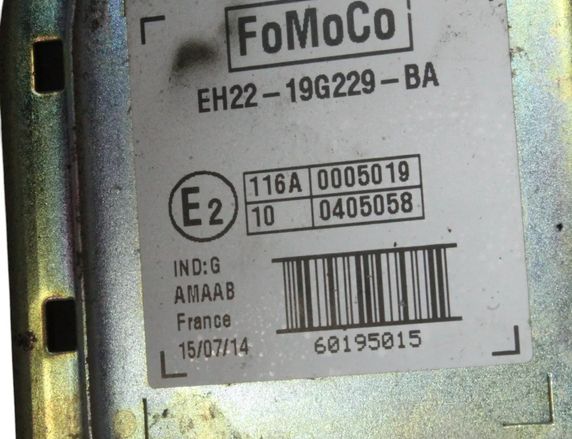 FoMoCo
EH22-19G229-BA
E2
116A 0005019
10 0405058
IND:G
AMAAB
France
15/07/14
60195015